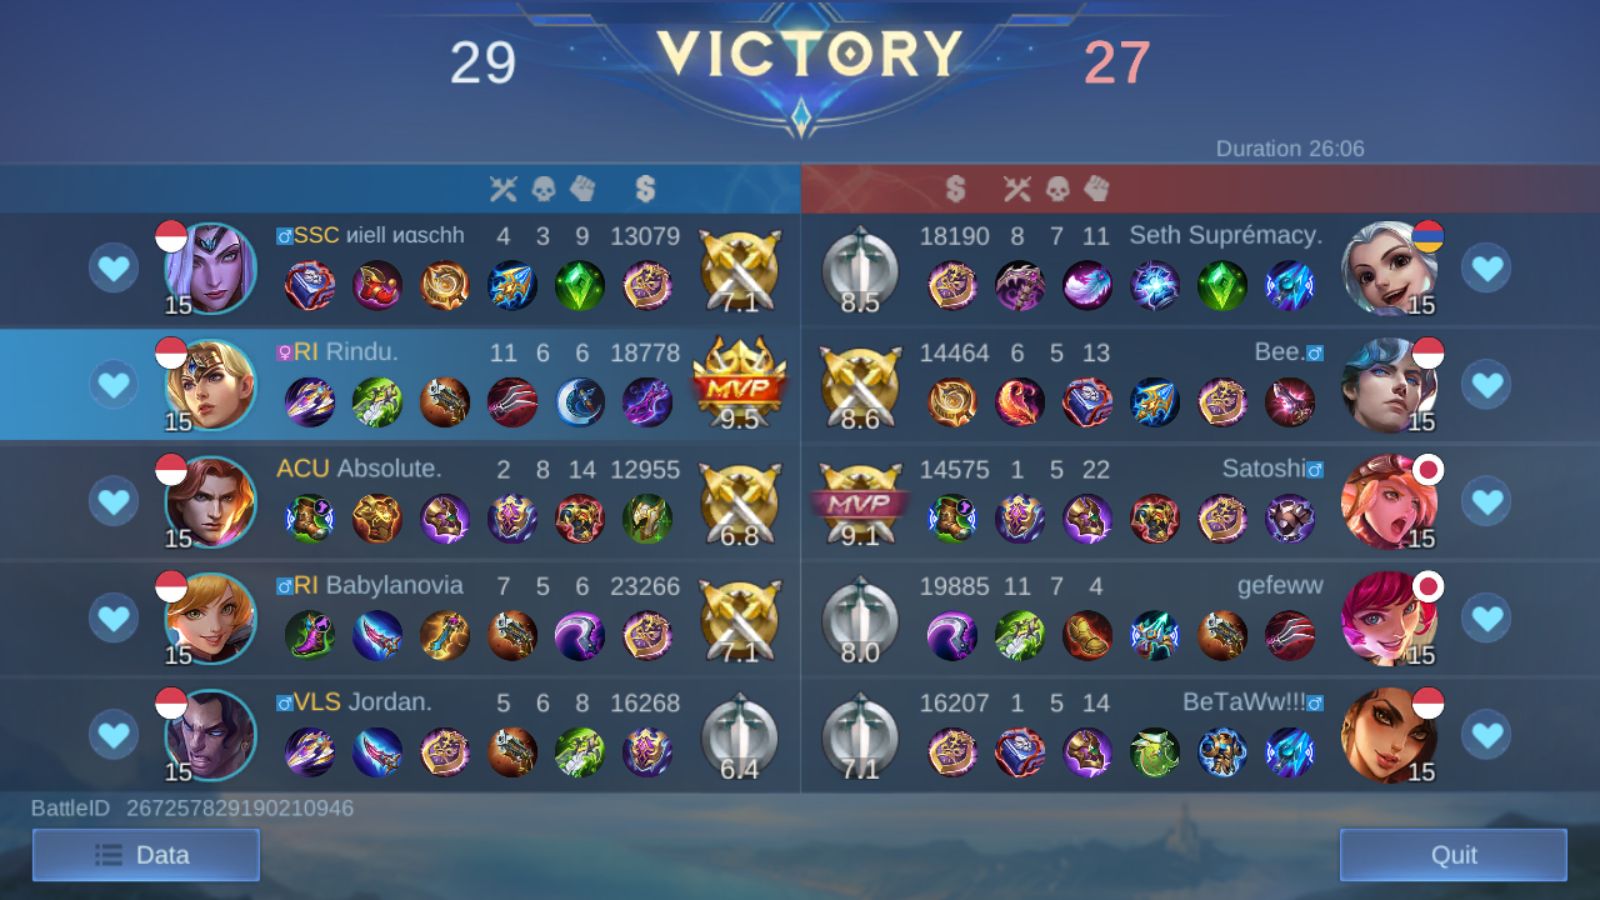 29 VICTORY 27
Duration 26:06
SSC иiell иαschh 4 3 9 13079 7.1 15
8.5 18190 8 7 11 Seth Suprémacy. 15
RI Rindu. 11 6 6 18778 MVP 9.5 15
8.6 14464 6 5 13 Bee. 15
ACU Absolute. 2 8 14 12955 6.8 15
MVP 9.1 14575 1 5 22 Satoshi 15
RI Babylanovia 7 5 6 23266 7.1 15
8.0 19885 11 7 4 gefeww 15
VLS Jordan. 5 6 8 16268 6.4 15
7.1 16207 1 5 14 BeTaWw!!! 15
BattleID 267257829190210946
Data
Quit